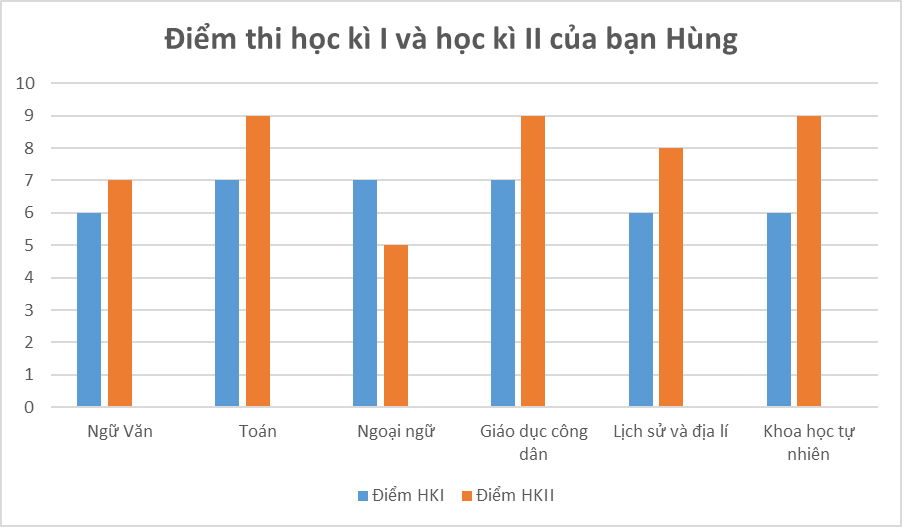 Điểm thi học kì I và học kì II của bạn Hùng
10
9
8
7
6
5
4
3
2
1
0
Ngữ Văn
Toán
Ngoại ngữ
Giáo dục công
dân
Lịch sử và địa lí
Khoa học tự
nhiên
Điểm HKI
Điểm HKII